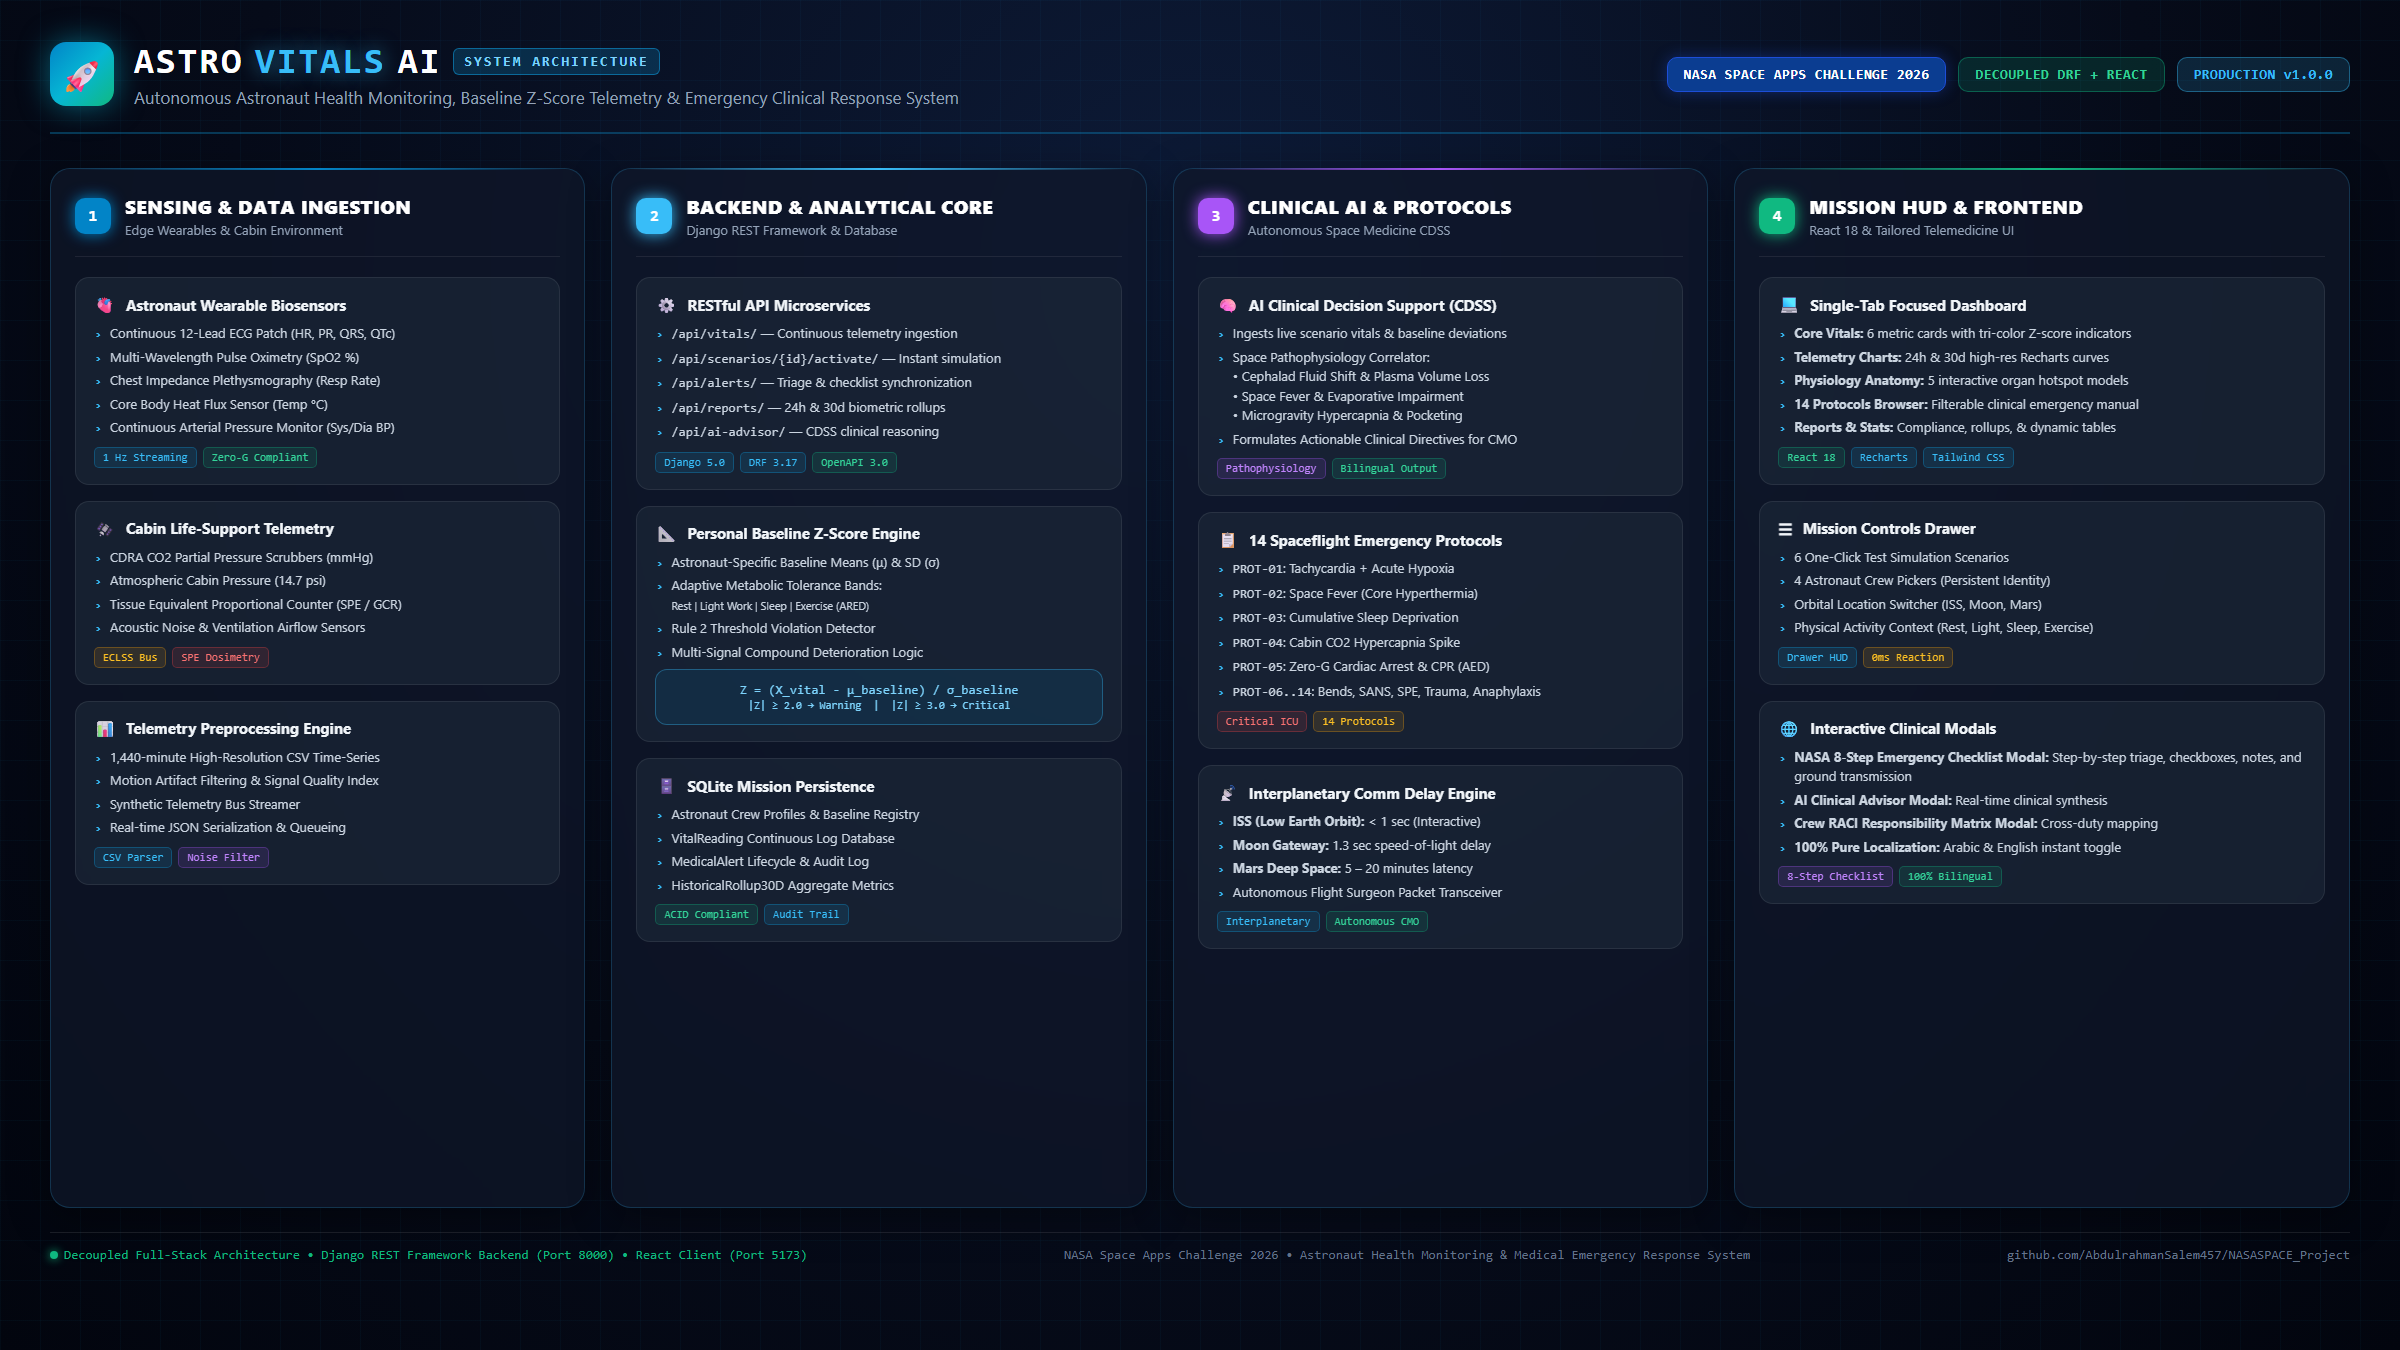 ASTRO VITALS AI SYSTEM ARCHITECTURE
Autonomous Astronaut Health Monitoring, Baseline Z-Score Telemetry & Emergency Clinical Response System
NASA SPACE APPS CHALLENGE 2026
DECOUPLED DRF + REACT
PRODUCTION v1.0.0
1
SENSING & DATA INGESTION
Edge Wearables & Cabin Environment
Astronaut Wearable Biosensors
› Continuous 12-Lead ECG Patch (HR, PR, QRS, QTc)
› Multi-Wavelength Pulse Oximetry (SpO2 %)
› Chest Impedance Plethysmography (Resp Rate)
› Core Body Heat Flux Sensor (Temp °C)
› Continuous Arterial Pressure Monitor (Sys/Dia BP)
1 Hz Streaming Zero-G Compliant
Cabin Life-Support Telemetry
› CDRA CO2 Partial Pressure Scrubbers (mmHg)
› Atmospheric Cabin Pressure (14.7 psi)
› Tissue Equivalent Proportional Counter (SPE / GCR)
› Acoustic Noise & Ventilation Airflow Sensors
ECLSS Bus SPE Dosimetry
Telemetry Preprocessing Engine
› 1,440-minute High-Resolution CSV Time-Series
› Motion Artifact Filtering & Signal Quality Index
› Synthetic Telemetry Bus Streamer
› Real-time JSON Serialization & Queueing
CSV Parser Noise Filter
2
BACKEND & ANALYTICAL CORE
Django REST Framework & Database
RESTful API Microservices
› /api/vitals/ — Continuous telemetry ingestion
› /api/scenarios/{id}/activate/ — Instant simulation
› /api/alerts/ — Triage & checklist synchronization
› /api/reports/ — 24h & 30d biometric rollups
› /api/ai-advisor/ — CDSS clinical reasoning
Django 5.0 DRF 3.17 OpenAPI 3.0
Personal Baseline Z-Score Engine
› Astronaut-Specific Baseline Means (μ) & SD (σ)
› Adaptive Metabolic Tolerance Bands:
Rest | Light Work | Sleep | Exercise (ARED)
› Rule 2 Threshold Violation Detector
› Multi-Signal Compound Deterioration Logic
Z = (X_vital - μ_baseline) / σ_baseline
|Z| ≥ 2.0 → Warning | |Z| ≥ 3.0 → Critical
SQLite Mission Persistence
› Astronaut Crew Profiles & Baseline Registry
› VitalReading Continuous Log Database
› MedicalAlert Lifecycle & Audit Log
› HistoricalRollup30D Aggregate Metrics
ACID Compliant Audit Trail
3
CLINICAL AI & PROTOCOLS
Autonomous Space Medicine CDSS
AI Clinical Decision Support (CDSS)
› Ingests live scenario vitals & baseline deviations
› Space Pathophysiology Correlator:
• Cephalad Fluid Shift & Plasma Volume Loss
• Space Fever & Evaporative Impairment
• Microgravity Hypercapnia & Pocketing
› Formulates Actionable Clinical Directives for CMO
Pathophysiology Bilingual Output
14 Spaceflight Emergency Protocols
› PROT-01: Tachycardia + Acute Hypoxia
› PROT-02: Space Fever (Core Hyperthermia)
› PROT-03: Cumulative Sleep Deprivation
› PROT-04: Cabin CO2 Hypercapnia Spike
› PROT-05: Zero-G Cardiac Arrest & CPR (AED)
› PROT-06..14: Bends, SANS, SPE, Trauma, Anaphylaxis
Critical ICU 14 Protocols
Interplanetary Comm Delay Engine
› ISS (Low Earth Orbit): < 1 sec (Interactive)
› Moon Gateway: 1.3 sec speed-of-light delay
› Mars Deep Space: 5 – 20 minutes latency
› Autonomous Flight Surgeon Packet Transceiver
Interplanetary Autonomous CMO
4
MISSION HUD & FRONTEND
React 18 & Tailored Telemedicine UI
Single-Tab Focused Dashboard
› Core Vitals: 6 metric cards with tri-color Z-score indicators
› Telemetry Charts: 24h & 30d high-res Recharts curves
› Physiology Anatomy: 5 interactive organ hotspot models
› 14 Protocols Browser: Filterable clinical emergency manual
› Reports & Stats: Compliance, rollups, & dynamic tables
React 18 Recharts Tailwind CSS
☰ Mission Controls Drawer
› 6 One-Click Test Simulation Scenarios
› 4 Astronaut Crew Pickers (Persistent Identity)
› Orbital Location Switcher (ISS, Moon, Mars)
› Physical Activity Context (Rest, Light, Sleep, Exercise)
Drawer HUD 0ms Reaction
Interactive Clinical Modals
› NASA 8-Step Emergency Checklist Modal: Step-by-step triage, checkboxes, notes, and
ground transmission
› AI Clinical Advisor Modal: Real-time clinical synthesis
› Crew RACI Responsibility Matrix Modal: Cross-duty mapping
› 100% Pure Localization: Arabic & English instant toggle
8-Step Checklist 100% Bilingual
Decoupled Full-Stack Architecture • Django REST Framework Backend (Port 8000) • React Client (Port 5173)
NASA Space Apps Challenge 2026 • Astronaut Health Monitoring & Medical Emergency Response System
github.com/AbdulrahmanSalem457/NASASPACE_Project